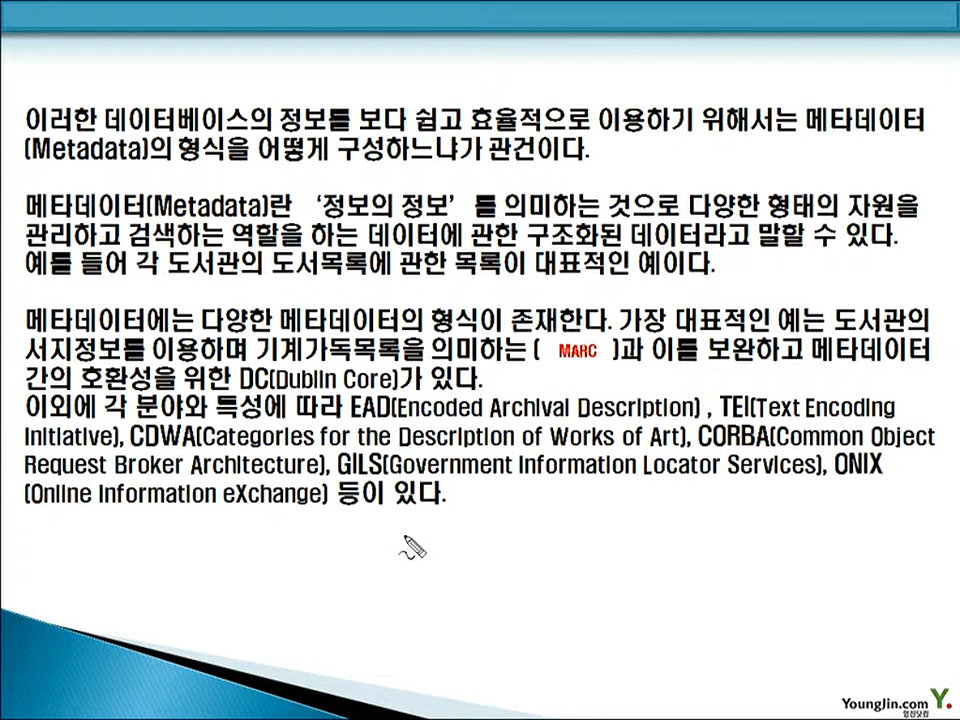 이러한 데이터베이스의 정보를 보다 쉽고 효율적으로 이용하기 위해서는 메타데이터
(Metadata)의 형식을 어떻게 구성하느냐가 관건이다.
메타데이터(Metadata)란 ‘정보의 정보’를 의미하는 것으로 다양한 형태의 자원을
관리하고 검색하는 역할을 하는 데이터에 관한 구조화된 데이터라고 말할 수 있다.
예를 들어 각 도서관의 도서목록에 관한 목록이 대표적인 예이다.
메타데이터에는 다양한 메타데이터의 형식이 존재한다. 가장 대표적인 예는 도서관의
서지정보를 이용하며 기계가독목록을 의미하는 ( MARC )과 이를 보완하고 메타데이터
간의 호환성을 위한 DC(Dublin Core)가 있다.
이외에 각 분야와 특성에 따라 EAD(Encoded Archival Description) , TEI(Text Encoding
Initiative), CDWA(Categories for the Description of Works of Art), CORBA(Common Object
Request Broker Architecture), GILS(Government Information Locator Services), ONIX
(Online Information eXchange) 등이 있다.
YoungJin.com Y.
영진닷컴